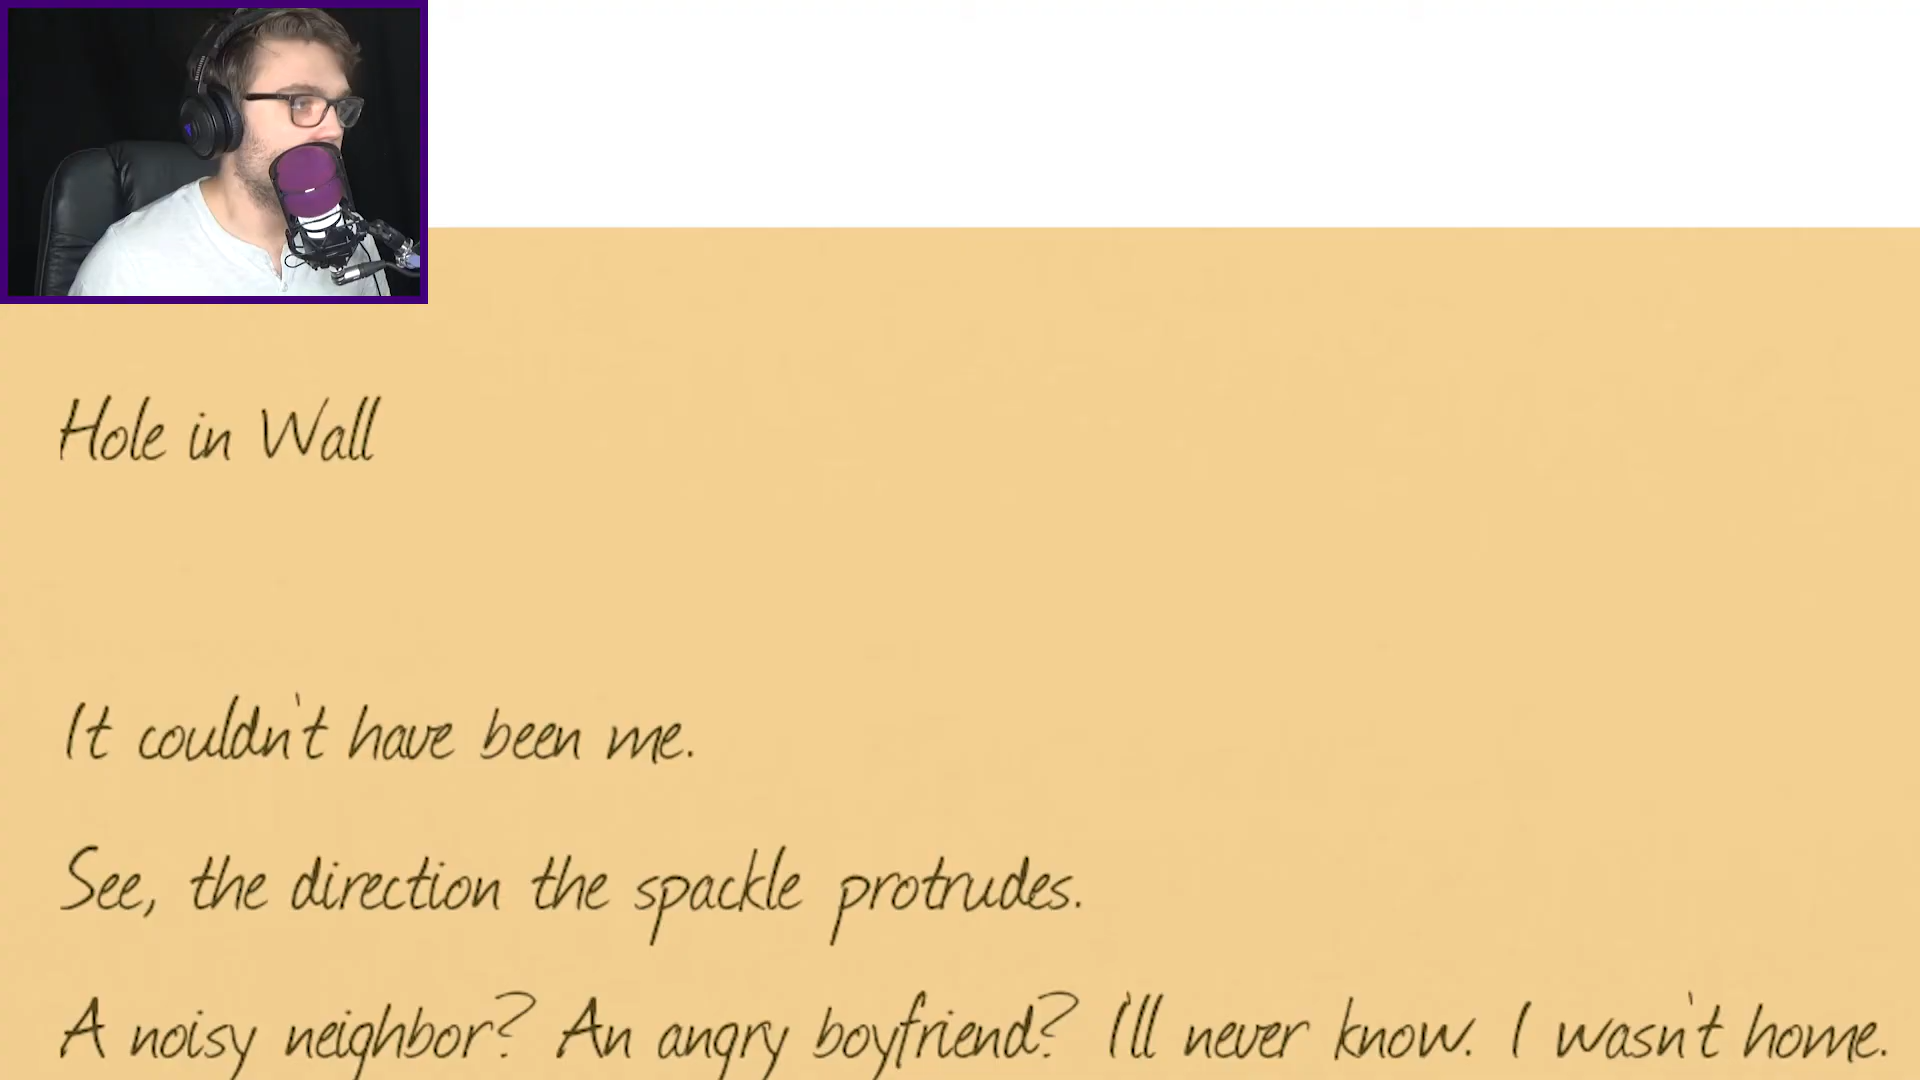 Hole in Wall
It couldn't have been me.
See, the direction the spackle protrudes.
A noisy neighbor? An angry boyfriend? I'll never know. I wasn't home.